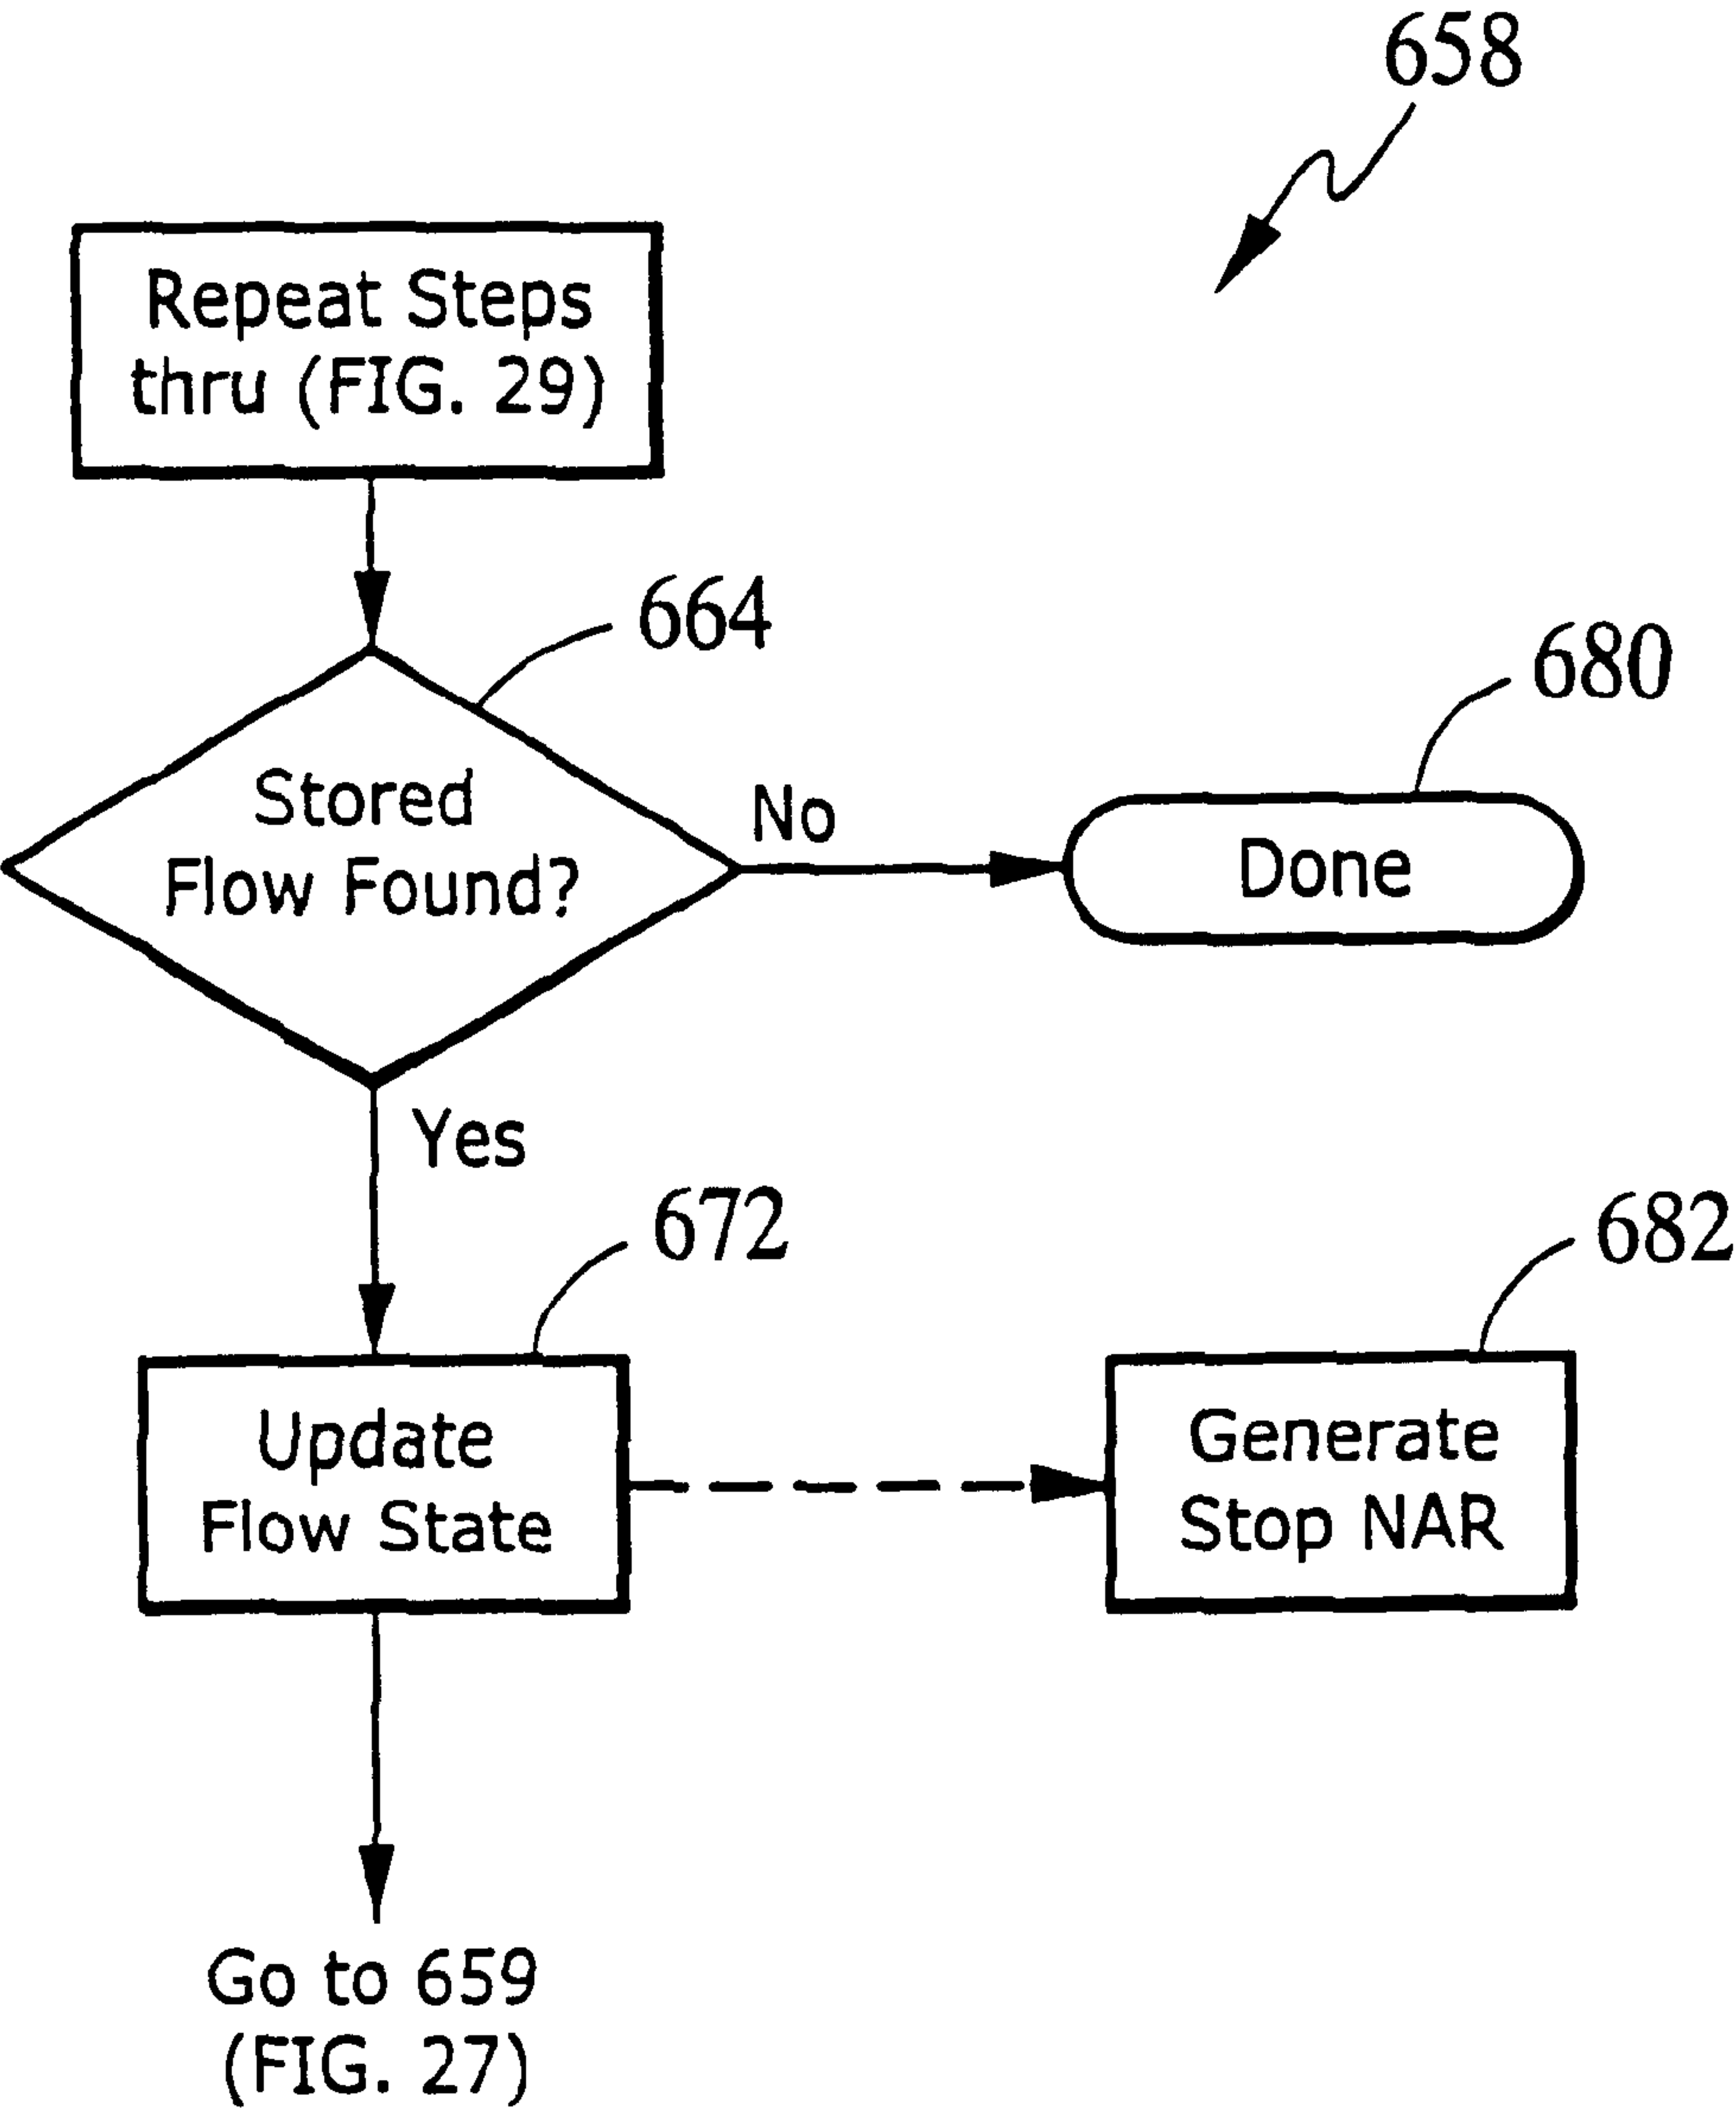 658
Repeat Steps
thru (FIG. 29)
664
680
Stored
Flow Found?
No
Done
Yes
672
682
Update
Flow State
Generate
Stop NAR
Go to 659
(FIG. 27)